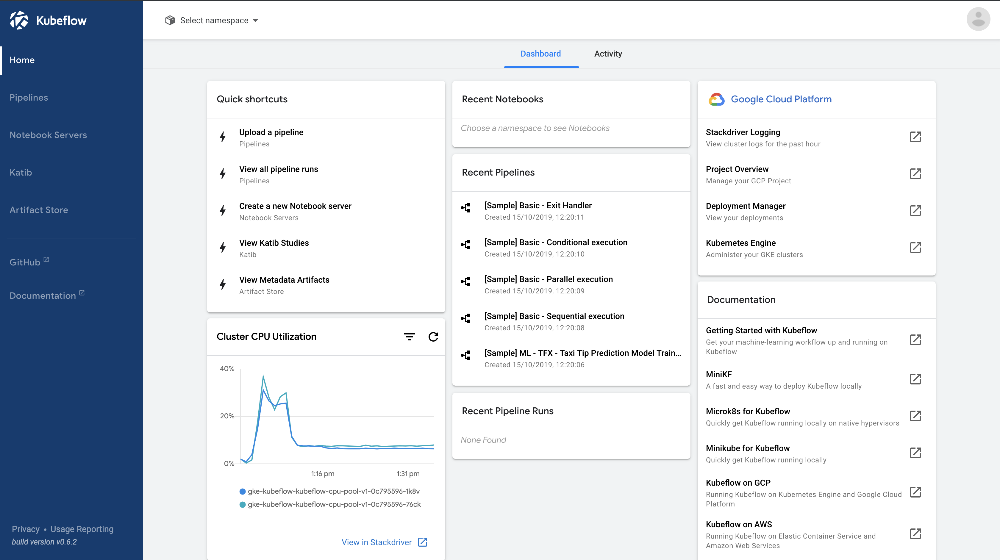 Kubeflow
Home
Pipelines
Notebook Servers
Katib
Artifact Store
GitHub
Documentation
Privacy • Usage Reporting
build version v0.6.2
Select namespace
Dashboard
Activity
Quick shortcuts
Upload a pipeline
Pipelines
View all pipeline runs
Pipelines
Create a new Notebook server
Notebook Servers
View Katib Studies
Katib
View Metadata Artifacts
Artifact Store
Cluster CPU Utilization
40%
20%
0%
1:16 pm
1:31 pm
gke-kubeflow-kubeflow-cpu-pool-v1-0c795596-1k8v
gke-kubeflow-kubeflow-cpu-pool-v1-0c795596-76ck
View in Stackdriver
Recent Notebooks
Choose a namespace to see Notebooks
Recent Pipelines
[Sample] Basic - Exit Handler
Created 15/10/2019, 12:20:11
[Sample] Basic - Conditional execution
Created 15/10/2019, 12:20:10
[Sample] Basic - Parallel execution
Created 15/10/2019, 12:20:09
[Sample] Basic - Sequential execution
Created 15/10/2019, 12:20:08
[Sample] ML - TFX - Taxi Tip Prediction Model Train...
Created 15/10/2019, 12:20:06
Recent Pipeline Runs
None Found
Google Cloud Platform
Stackdriver Logging
View cluster logs for the past hour
Project Overview
Manage your GCP Project
Deployment Manager
View your deployments
Kubernetes Engine
Administer your GKE clusters
Documentation
Getting Started with Kubeflow
Get your machine-learning workflow up and running on
Kubeflow
MiniKF
A fast and easy way to deploy Kubeflow locally
Microk8s for Kubeflow
Quickly get Kubeflow running locally on native hypervisors
Minikube for Kubeflow
Quickly get Kubeflow running locally
Kubeflow on GCP
Running Kubeflow on Kubernetes Engine and Google Cloud
Platform
Kubeflow on AWS
Running Kubeflow on Elastic Container Service and
Amazon Web Services